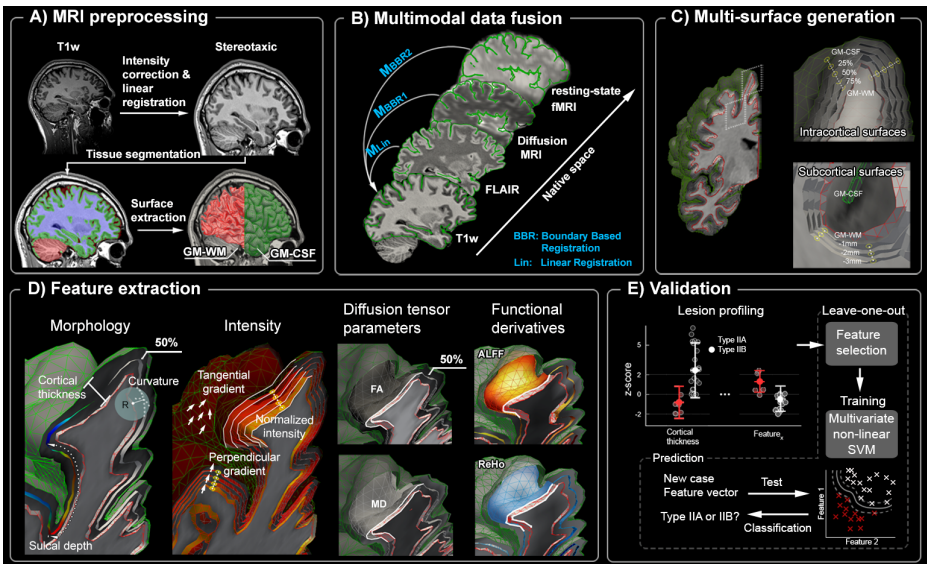 A) MRI preprocessing
T1w
Stereotaxic
Intensity
correction &
linear
registration
Tissue segmentation
Surface
extraction
GM-WM
GM-CSF
B) Multimodal data fusion
MBBR2
MBBR1
MLin
resting-state
fMRI
Diffusion
MRI
FLAIR
T1w
Native space
BBR: Boundary Based
Registration
Lin: Linear Registration
C) Multi-surface generation
GM-CSF
25%
50%
75%
GM-WM
Intracortical surfaces
Subcortical surfaces
GM-CSF
GM-WM
-1mm
-2mm
-3mm
D) Feature extraction
Morphology
50%
Cortical
thickness
Curvature
R
Sulcal depth
Intensity
Tangential
gradient
Normalized
intensity
Perpendicular
gradient
Diffusion tensor
parameters
50%
FA
MD
Functional
derivatives
ALFF
ReHo
E) Validation
Lesion profiling
Type IIA
Type IIB
z-score
5
2
0
-2
...
Cortical
thickness
Featurex
Leave-one-out
Feature
selection
Training
Multivariate
non-linear
SVM
Prediction
New case
Feature vector
Test
Type IIA or IIB?
Classification
Feature 1
Feature 2